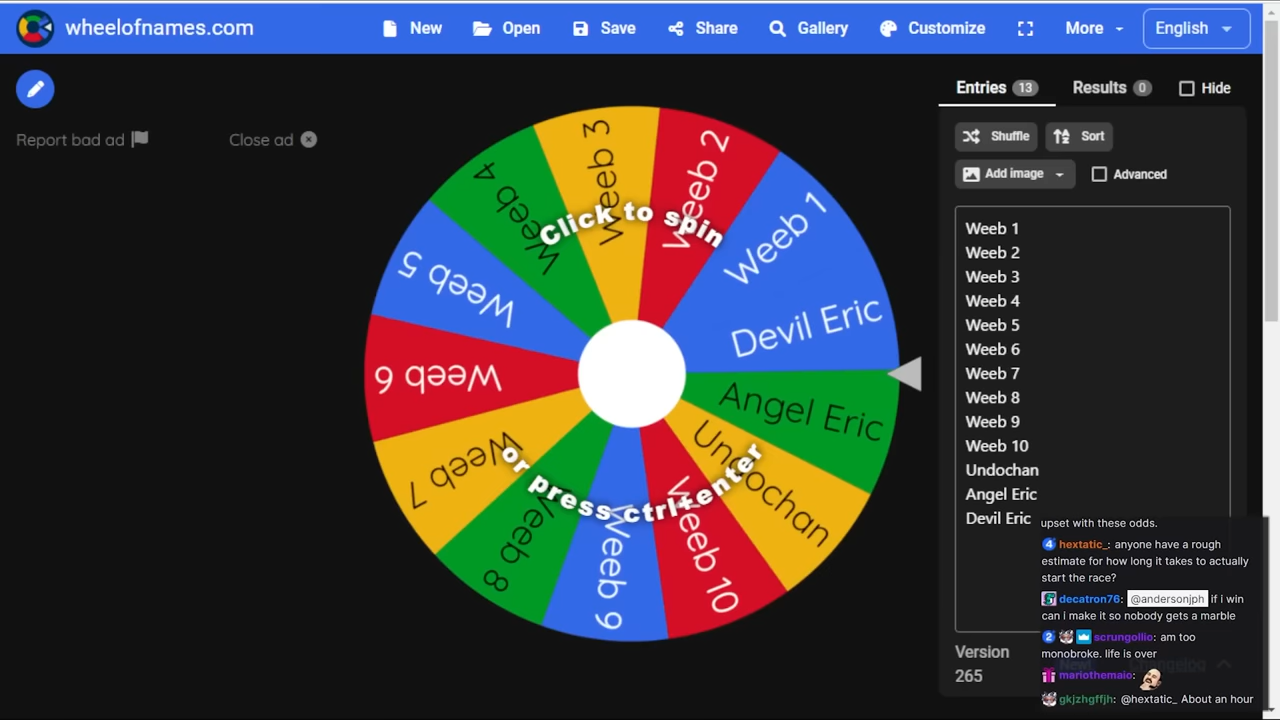 wheelofnames.com
New
Open
Save
Share
Gallery
Customize
More
English
Report bad ad
Close ad
Entries 13
Results 0
Hide
Shuffle
Sort
Add image
Advanced
Weeb 1
Weeb 2
Weeb 3
Weeb 4
Weeb 5
Weeb 6
Weeb 7
Weeb 8
Weeb 9
Weeb 10
Undochan
Angel Eric
Devil Eric
Click to spin
or press ctrl+enter
Weeb 1
Weeb 2
Weeb 3
Weeb 4
Weeb 5
Weeb 6
Weeb 7
Weeb 8
Weeb 9
Weeb 10
Undochan
Angel Eric
Devil Eric
upset with these odds.
4 hextatic_: anyone have a rough
estimate for how long it takes to actually
start the race?
decatron76: @andersonjph if i win
can i make it so nobody gets a marble
2 scrungollio: am too
monobroke. life is over
mariothemaio:
gkjzhgffjh: @hextatic_ About an hour
Version
265
New!
Changelog